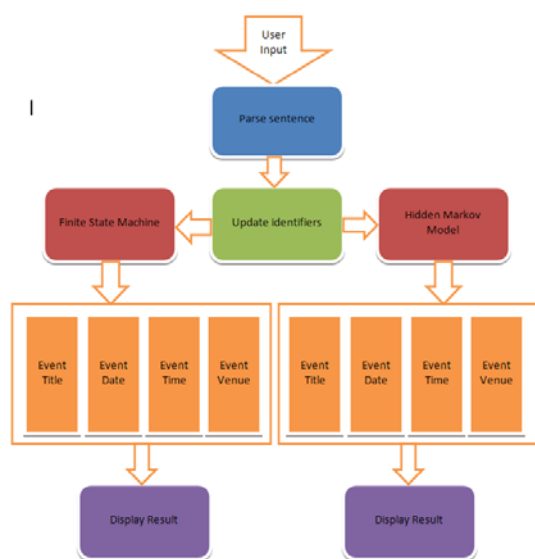 User
Input
Parse sentence
Finite State Machine
Update identifiers
Hidden Markov
Model
Event
Title
Event
Date
Event
Time
Event
Venue
Event
Title
Event
Date
Event
Time
Event
Venue
Display Result
Display Result